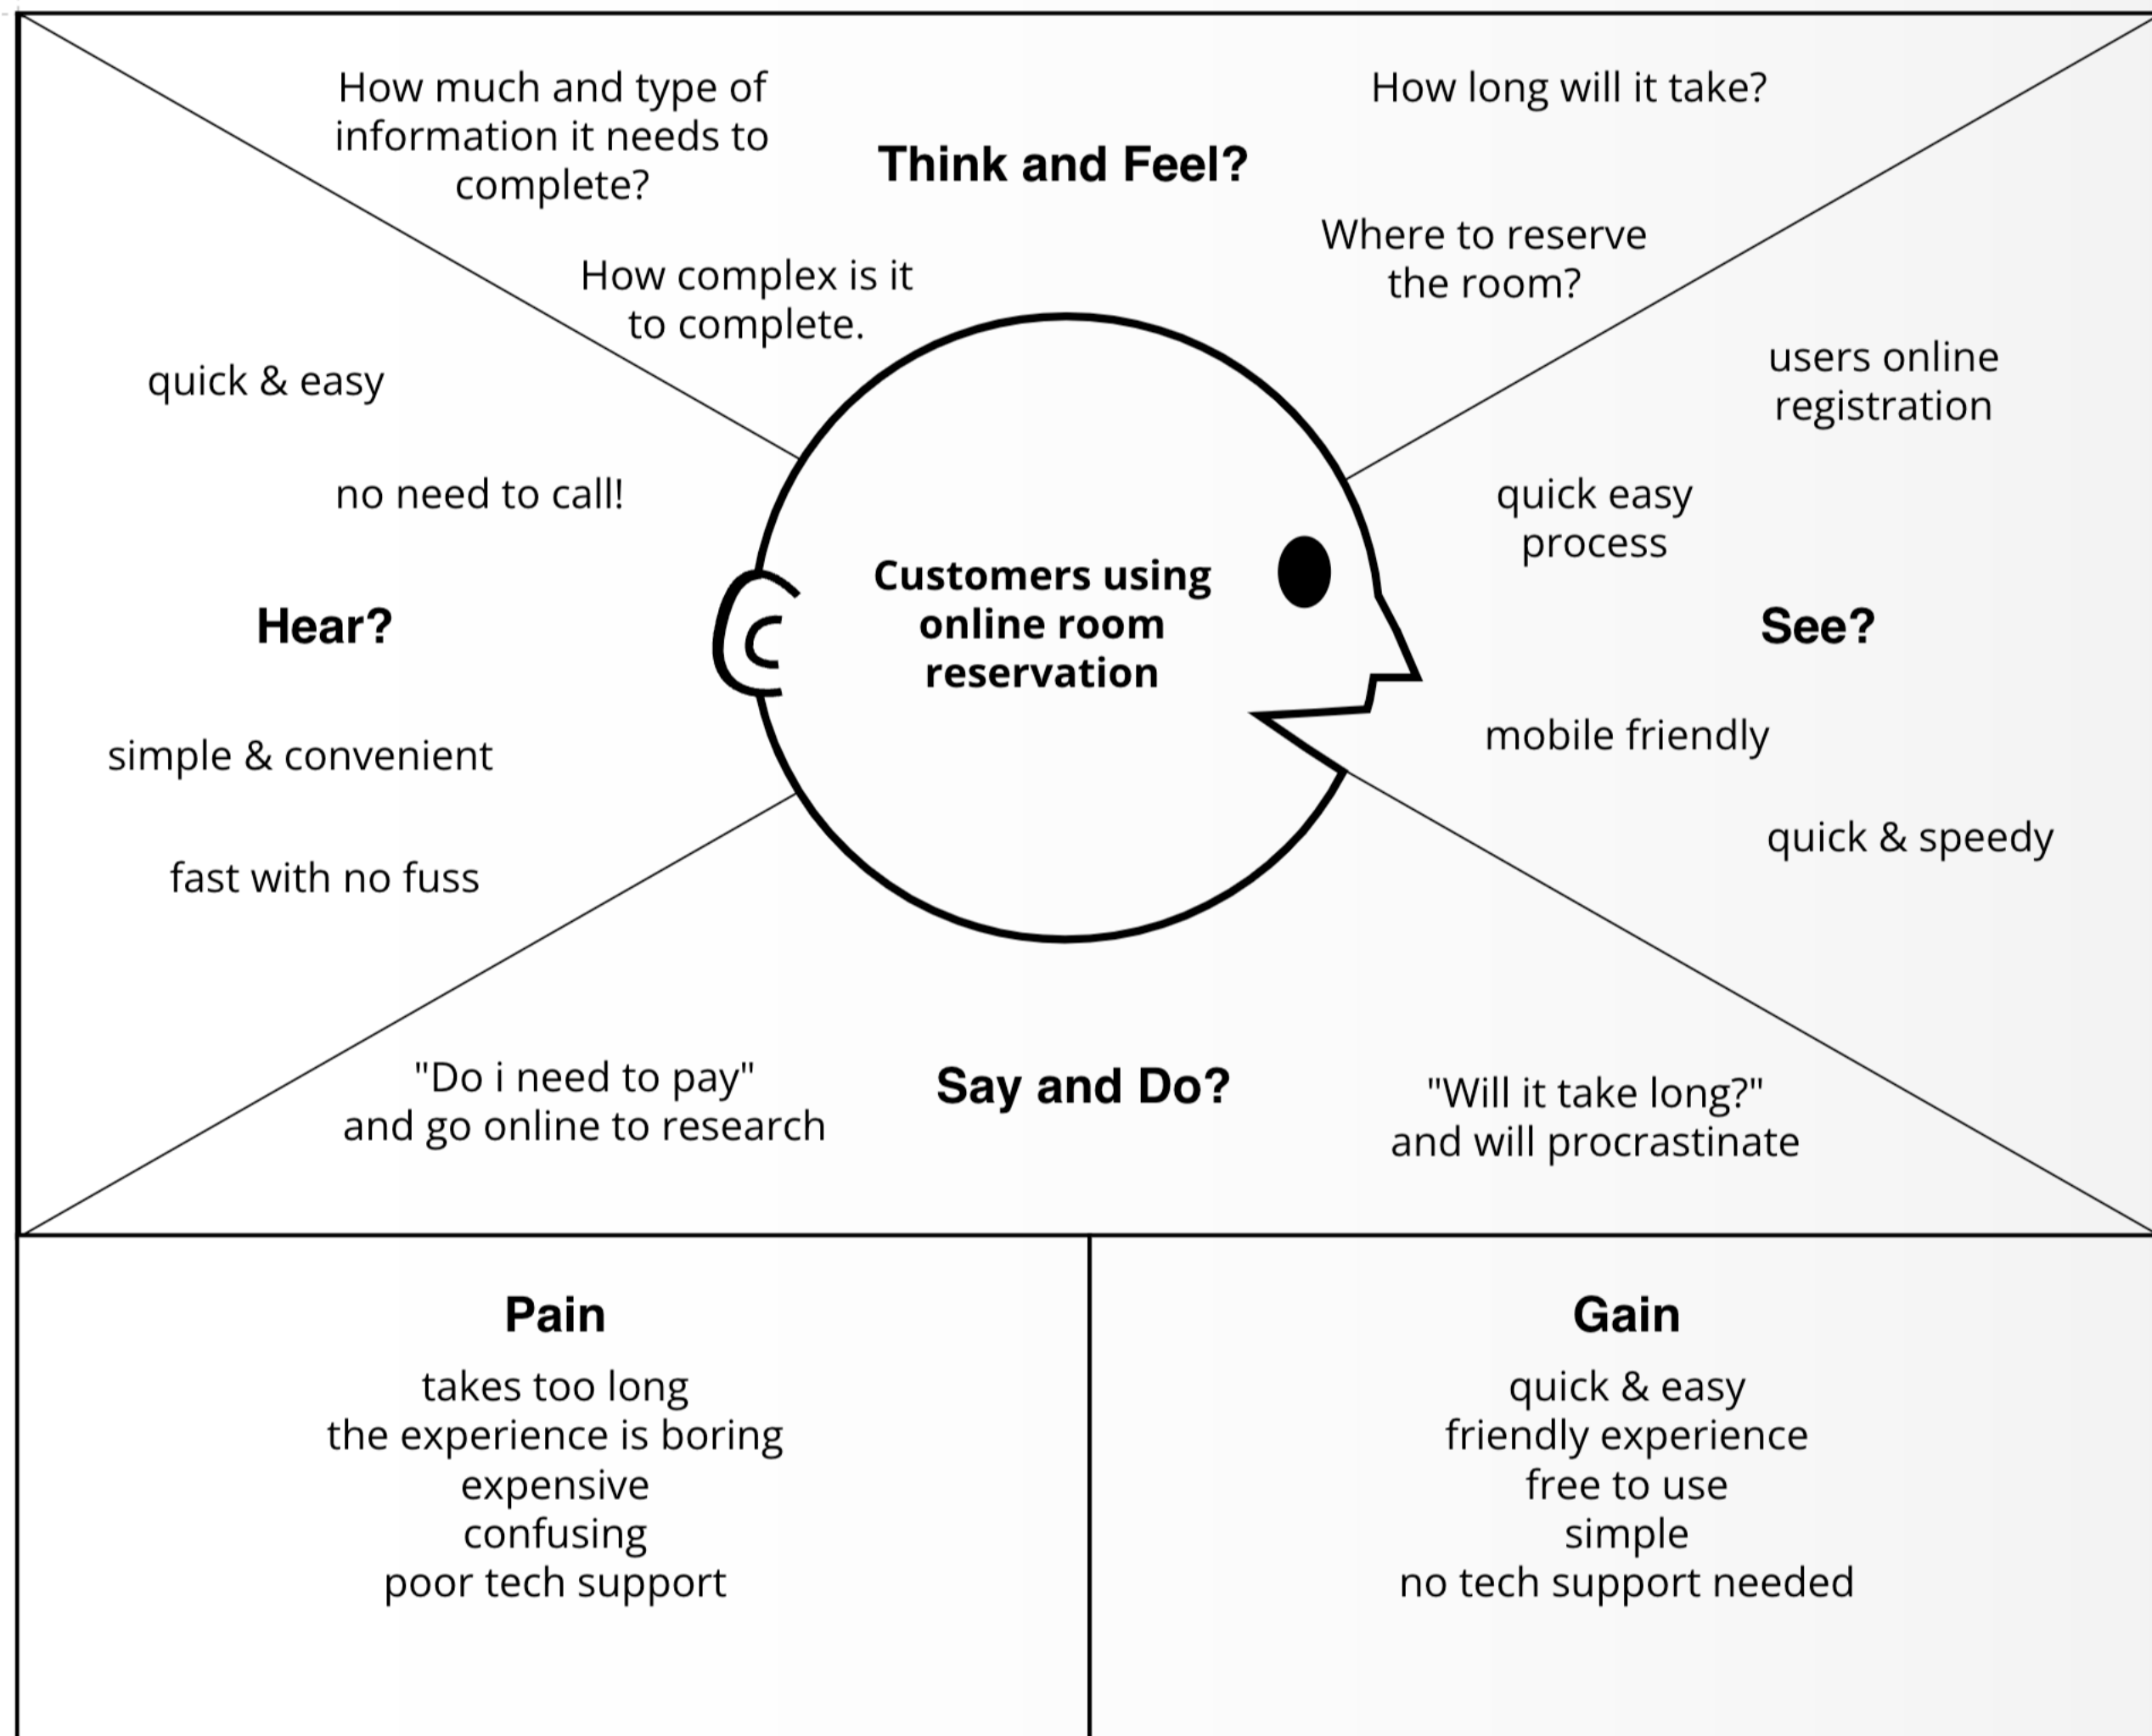 How much and type of
information it needs to
complete?
How long will it take?
Think and Feel?
Where to reserve
the room?
How complex is it
to complete.
quick & easy
no need to call!
Hear?
simple & convenient
fast with no fuss
Customers using
online room
reservation
users online
registration
quick easy
process
See?
mobile friendly
quick & speedy
"Do i need to pay"
and go online to research
Say and Do?
"Will it take long?"
and will procrastinate
Pain
takes too long
the experience is boring
expensive
confusing
poor tech support
Gain
quick & easy
friendly experience
free to use
simple
no tech support needed